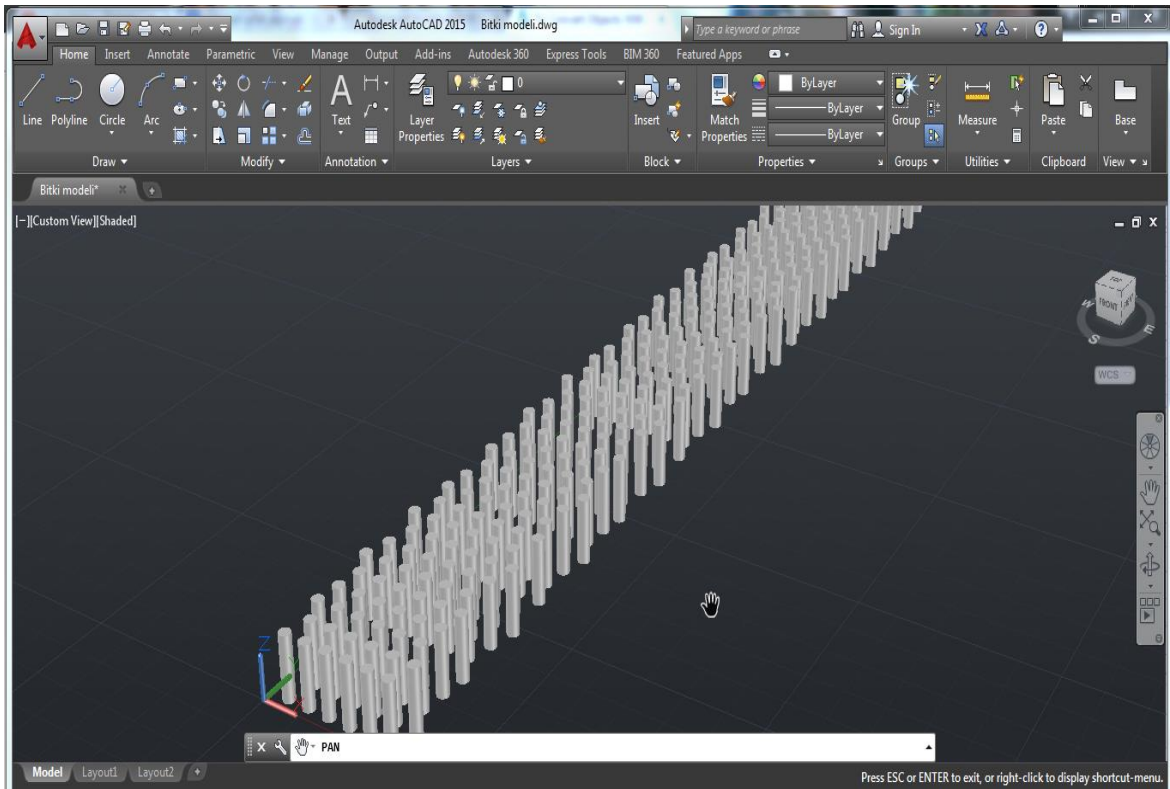 Autodesk AutoCAD 2015 Bitki modeli.dwg
Type a keyword or phrase
Sign In
Home Insert Annotate Parametric View Manage Output Add-ins Autodesk 360 Express Tools BIM 360 Featured Apps
Line Polyline Circle Arc
Text
Layer Properties
0
Insert
Match Properties
ByLayer
ByLayer
ByLayer
Group
Measure
Paste
Base
Draw Modify Annotation Layers Block Properties Groups Utilities Clipboard View
Bitki modeli*
[−][Custom View][Shaded]
TOP
FRONT
W
S
E
WCS
Z
Y
X
PAN
Model Layout1 Layout2
Press ESC or ENTER to exit, or right-click to display shortcut-menu.